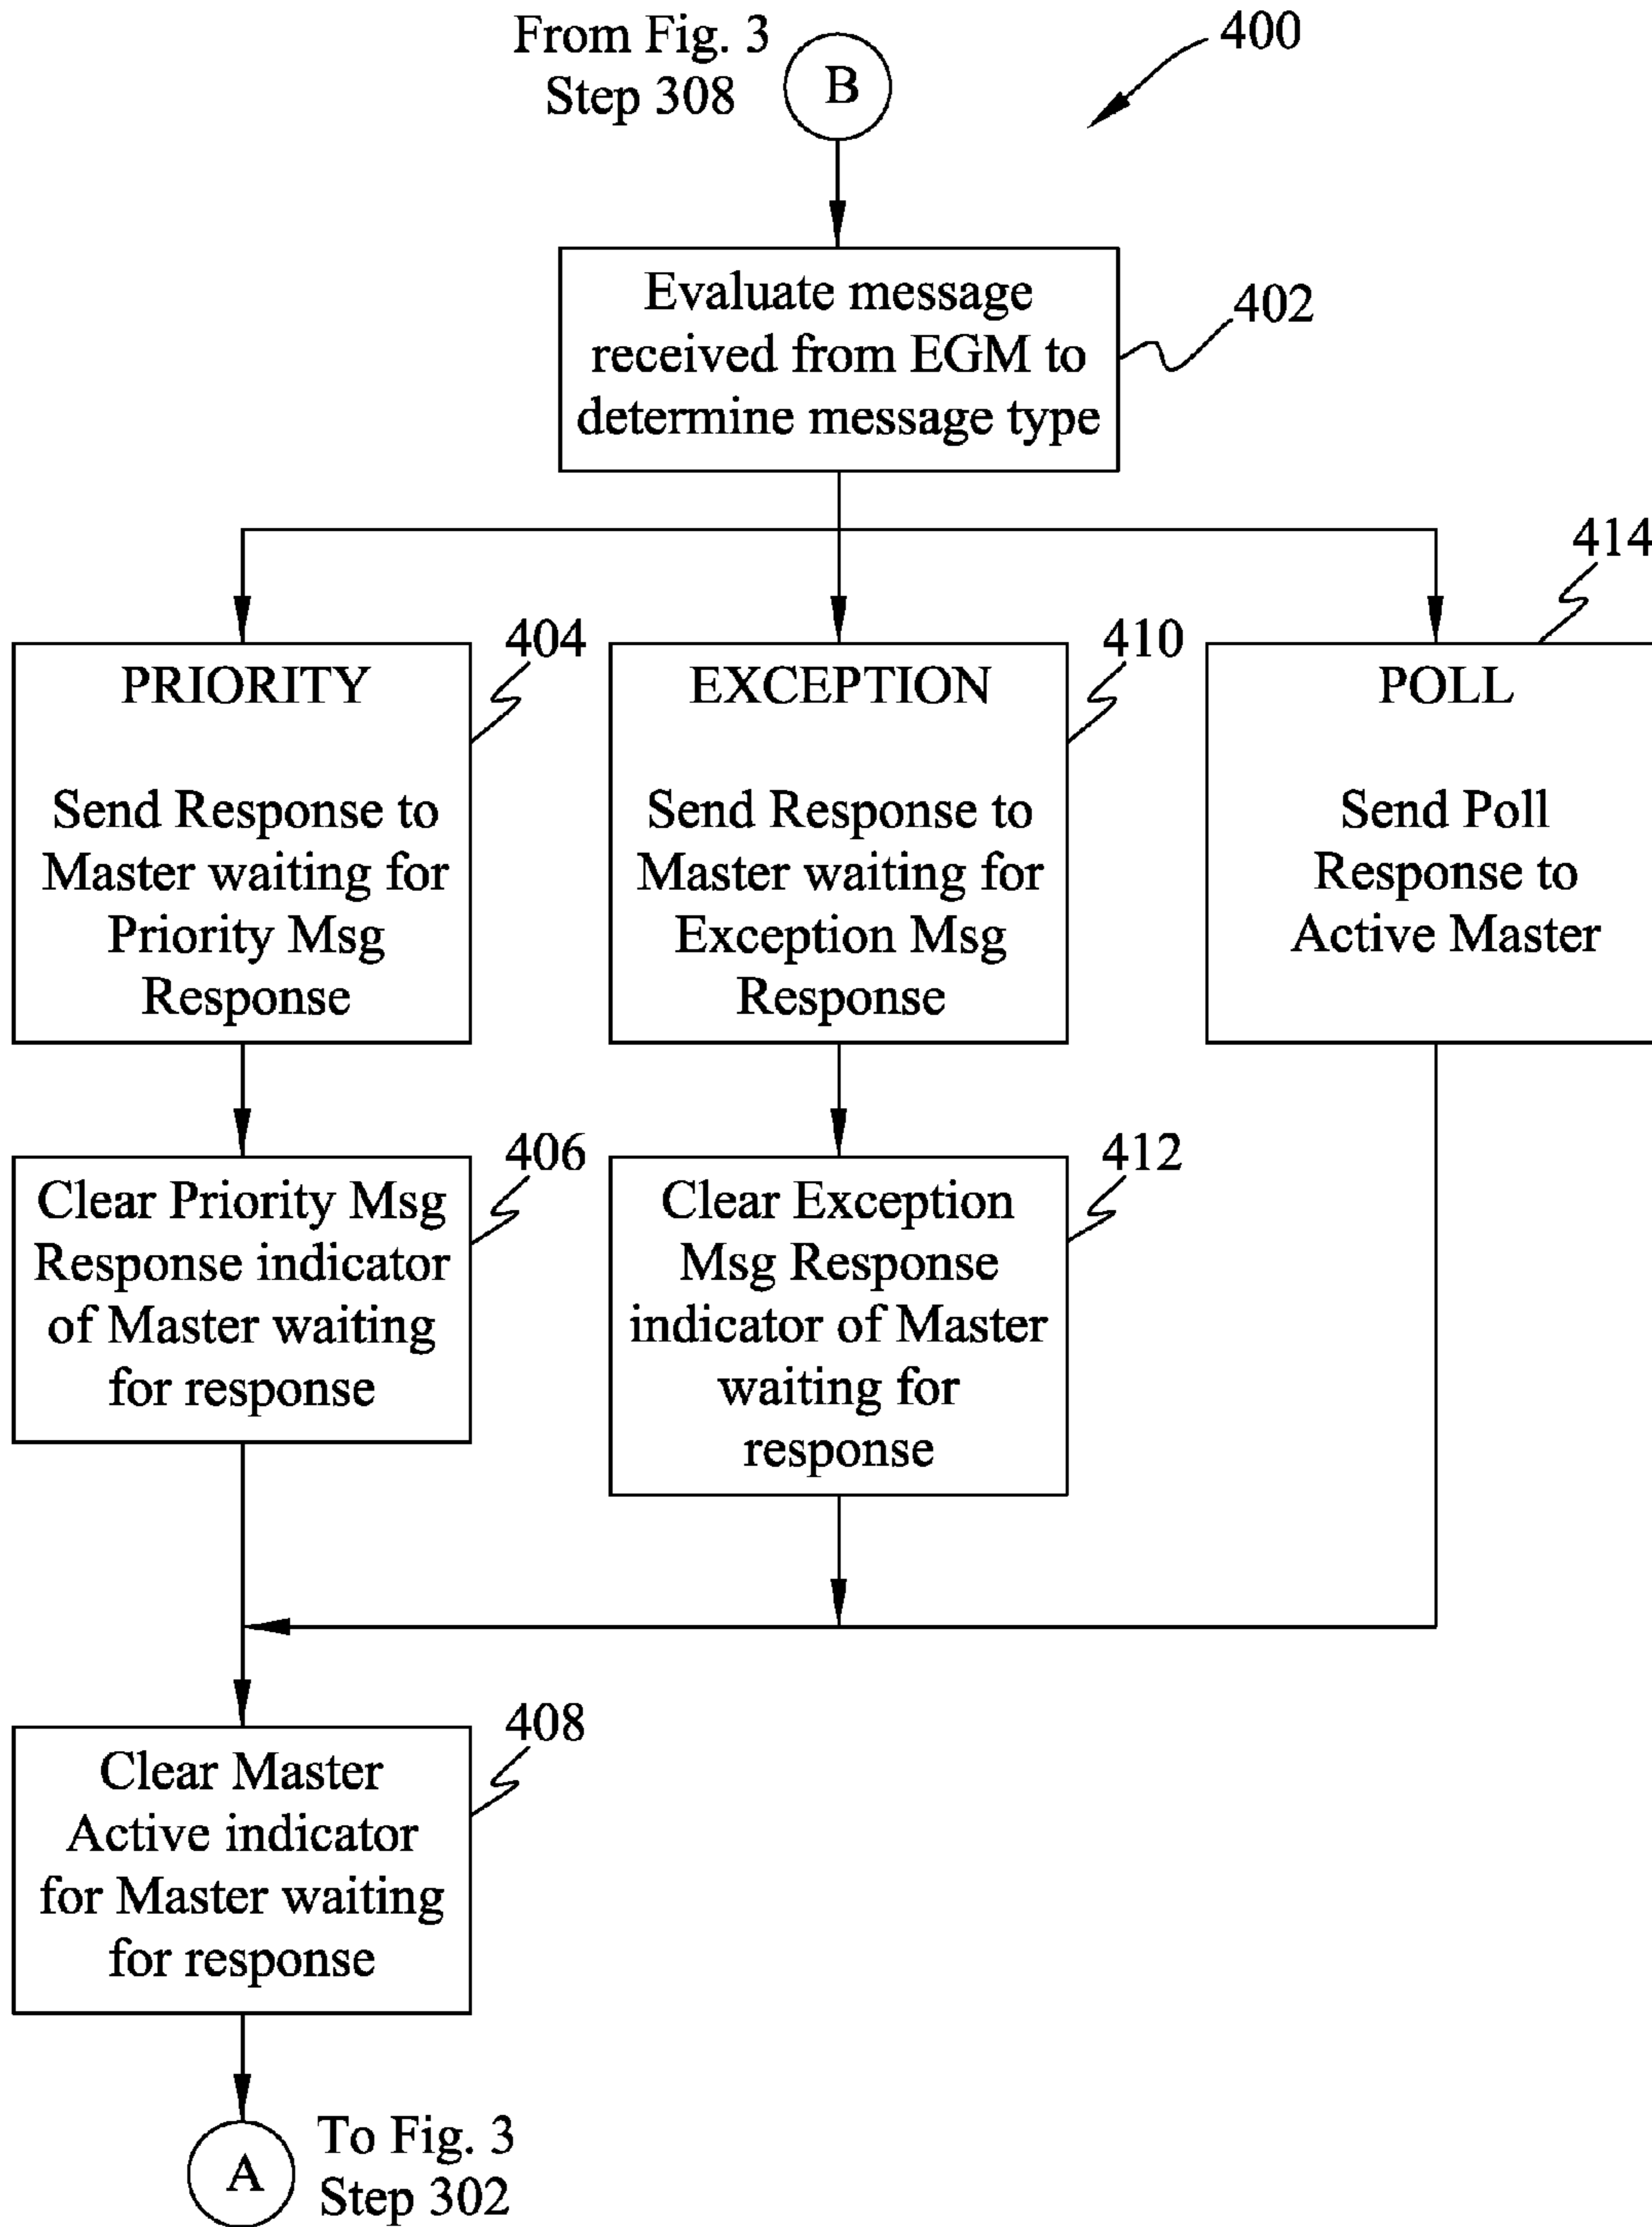 From Fig. 3
Step 308
B
400
Evaluate message
received from EGM to
determine message type
402
PRIORITY
Send Response to
Master waiting for
Priority Msg
Response
404
EXCEPTION
Send Response to
Master waiting for
Exception Msg
Response
410
POLL
Send Poll
Response to
Active Master
414
Clear Priority Msg
Response indicator
of Master waiting
for response
406
Clear Exception
Msg Response
indicator of Master
waiting for
response
412
Clear Master
Active indicator
for Master waiting
for response
408
A
To Fig. 3
Step 302